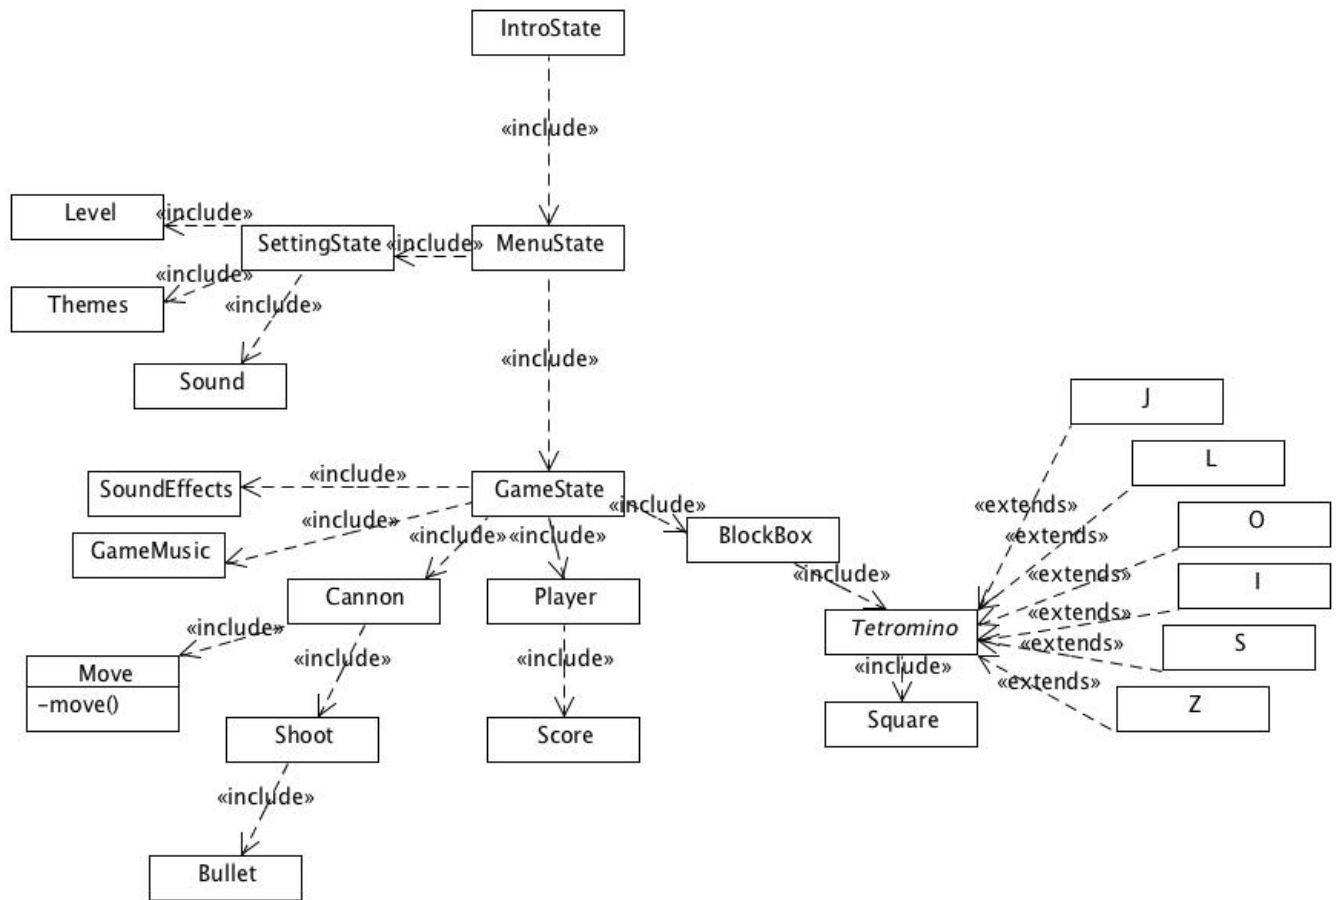 IntroState
«include»
Level
«include»
SettingState
«include»
MenuState
«include»
Themes
«include»
Sound
«include»
J
L
SoundEffects
«include»
GameState
«include»
«extends»
O
GameMusic
«include»
«include»
«include»
BlockBox
«extends»
«include»
«extends»
I
Cannon
Player
«include»
Tetromino
«extends»
S
«include»
«include»
«include»
«extends»
Move
-move()
«extends»
Z
Shoot
Score
Square
«include»
Bullet